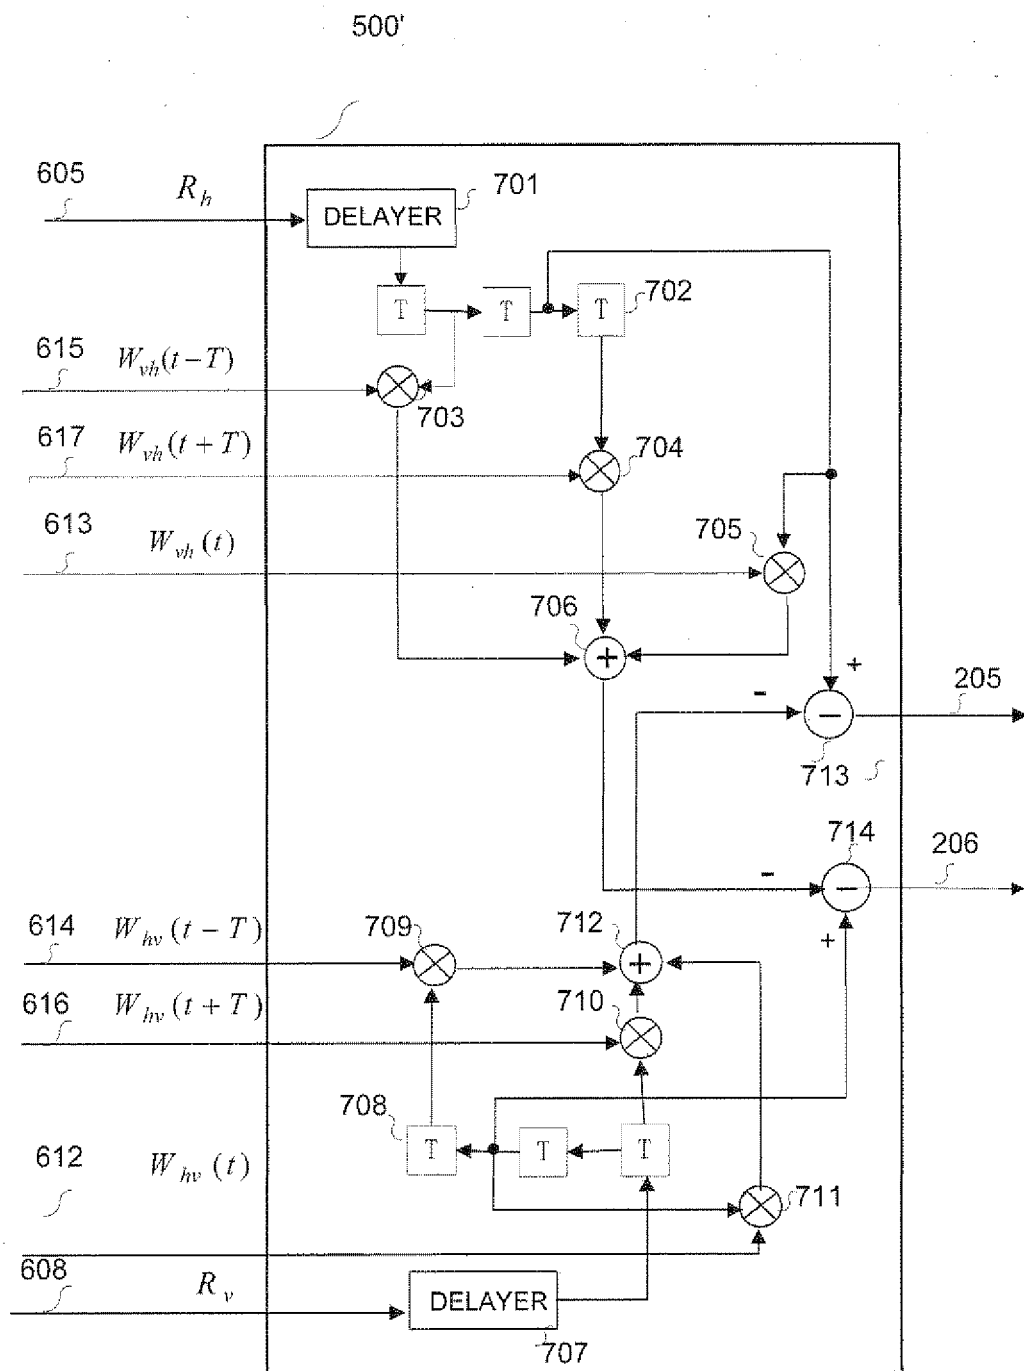 500'
605 R_h
701
DELAYER
T T T 702
615 W_vh(t−T)
703
617 W_vh(t+T)
704
613 W_vh(t)
705
706
+
+
-
−
205
713
714
-
−
206
+
614 W_hv(t−T)
709
712
+
616 W_hv(t+T)
710
708
T T T
612 W_hv(t)
711
608 R_v
DELAYER
707